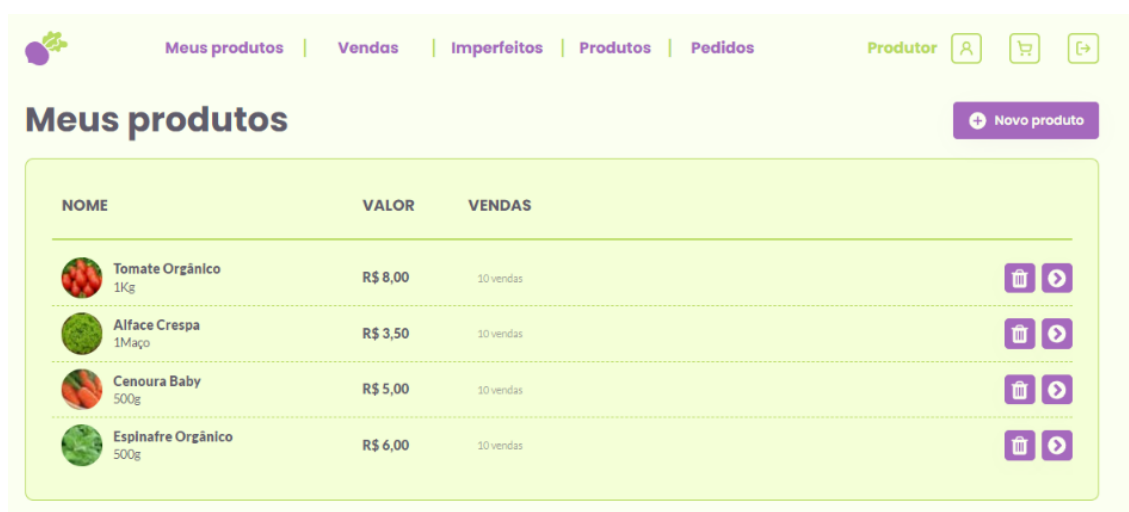 Meus produtos | Vendas | Imperfeitos | Produtos | Pedidos Produtor
Meus produtos
Novo produto
NOME VALOR VENDAS
Tomate Orgânico
1Kg
R$ 8,00 10 vendas
Alface Crespa
1Maço
R$ 3,50 10 vendas
Cenoura Baby
500g
R$ 5,00 10 vendas
Espinafre Orgânico
500g
R$ 6,00 10 vendas